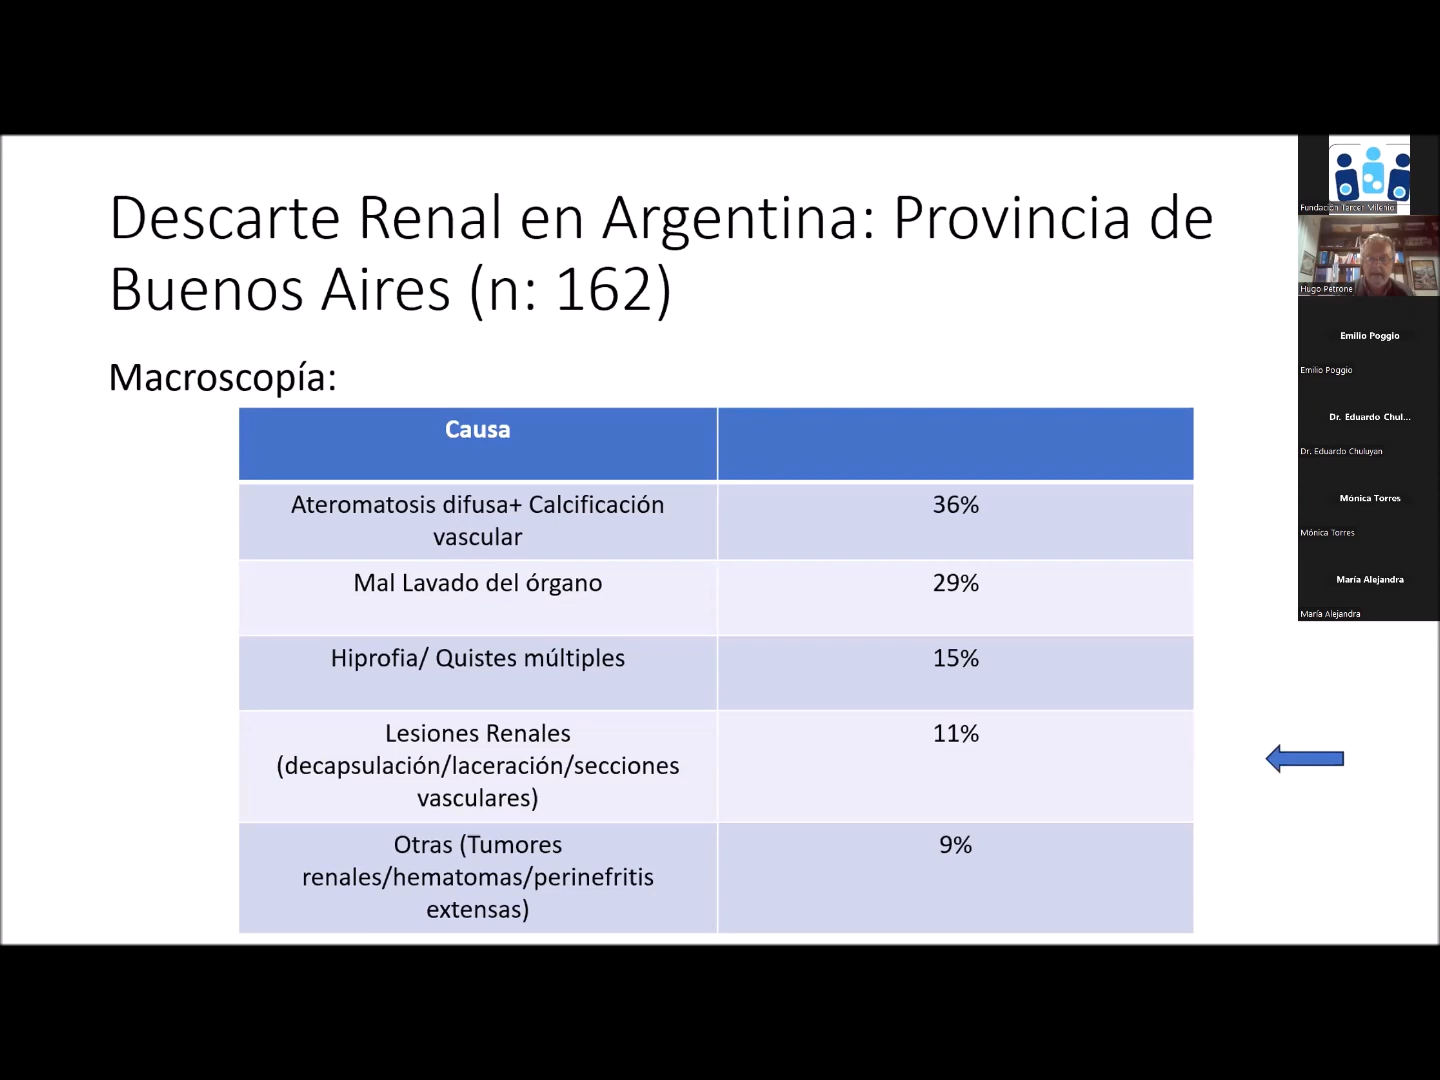 Descarte Renal en Argentina: Provincia de
Buenos Aires (n: 162)
Macroscopía:
Causa
Ateromatosis difusa+ Calcificación
vascular
36%
Mal Lavado del órgano
29%
Hiprofia/ Quistes múltiples
15%
Lesiones Renales
(decapsulación/laceración/secciones
vasculares)
11%
Otras (Tumores
renales/hematomas/perinefritis
extensas)
9%
Fundación Tercer Milenio
Hugo Petrone
Emilio Poggio
Emilio Poggio
Dr. Eduardo Chul...
Dr. Eduardo Chuluyan
Mónica Torres
Mónica Torres
María Alejandra
María Alejandra